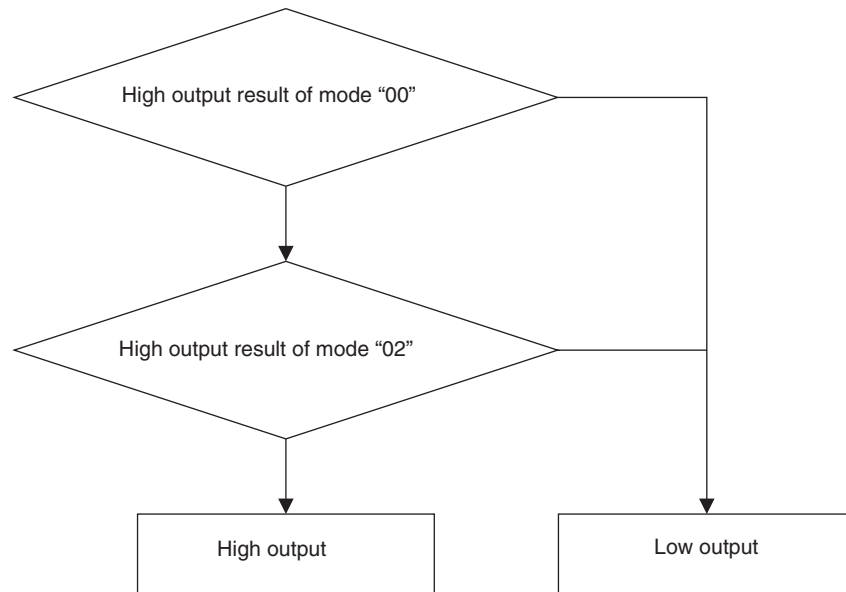 High output result of mode “00”
High output result of mode “02”
High output
Low output